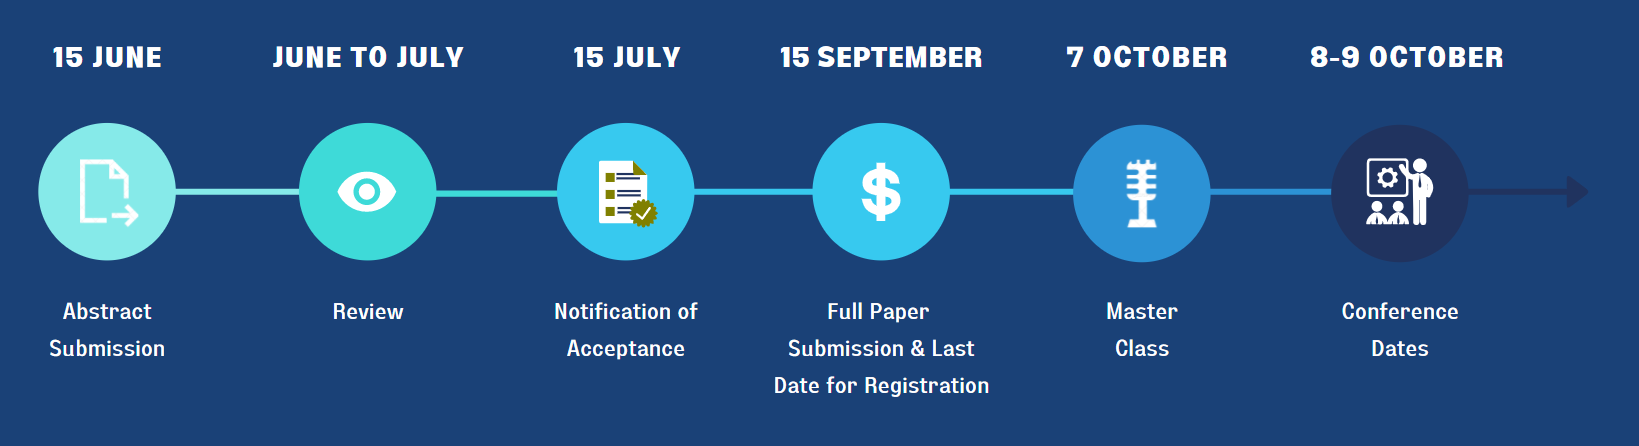 15 JUNE
JUNE TO JULY
15 JULY
15 SEPTEMBER
7 OCTOBER
8-9 OCTOBER
$
Abstract
Submission
Review
Notification of
Acceptance
Full Paper
Submission & Last
Date for Registration
Master
Class
Conference
Dates